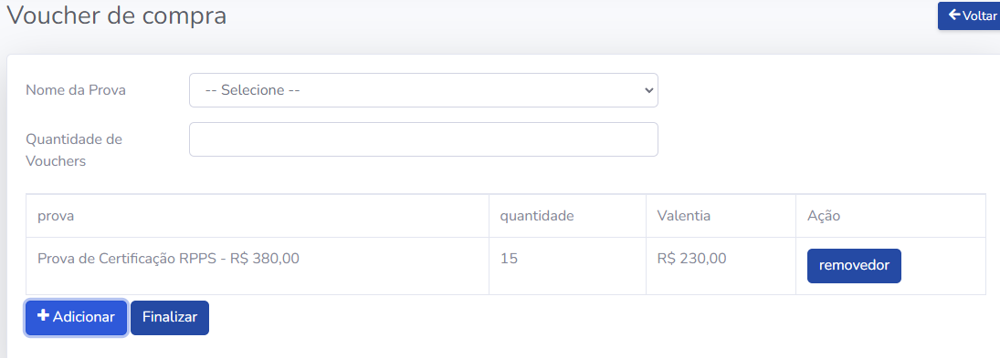 Voucher de compra
Voltar
Nome da Prova
-- Selecione --
Quantidade de
Vouchers
prova quantidade Valentia Ação
Prova de Certificação RPPS - R$ 380,00 15 R$ 230,00 removedor
Adicionar Finalizar